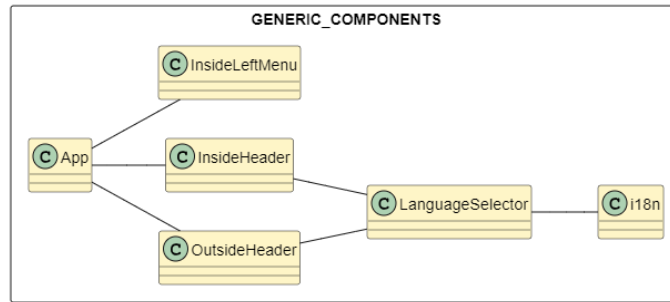 GENERIC_COMPONENTS
C InsideLeftMenu
C App
C InsideHeader
C LanguageSelector
C i18n
C OutsideHeader